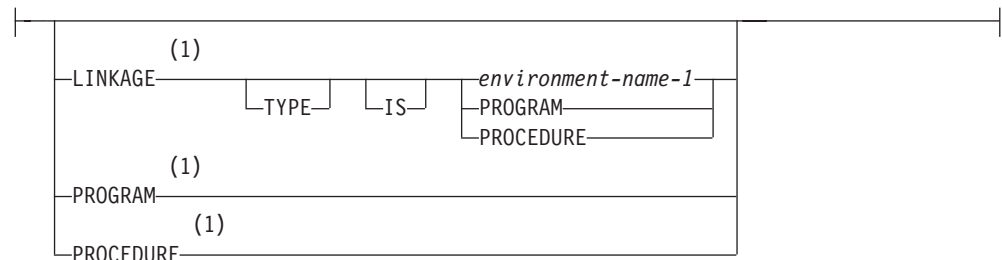 (1)
LINKAGE environment-name-1
TYPE IS PROGRAM
PROCEDURE
(1)
PROGRAM
(1)
PROCEDURE